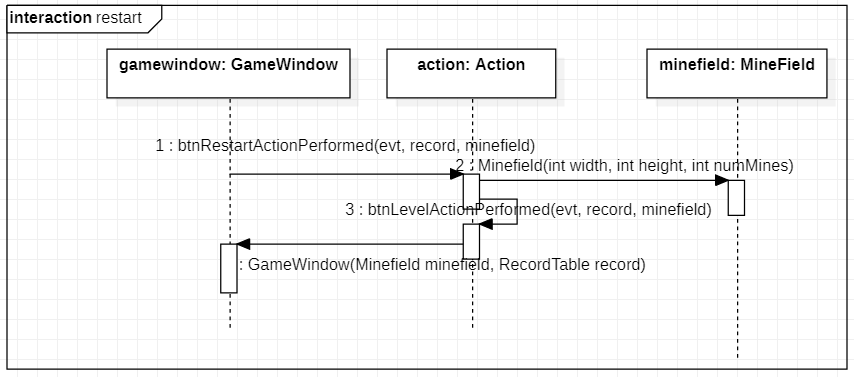 interaction restart
gamewindow: GameWindow
action: Action
minefield: MineField
1 : btnRestartActionPerformed(evt, record, minefield)
2 : Minefield(int width, int height, int numMines)
3 : btnLevelActionPerformed(evt, record, minefield)
: GameWindow(Minefield minefield, RecordTable record)